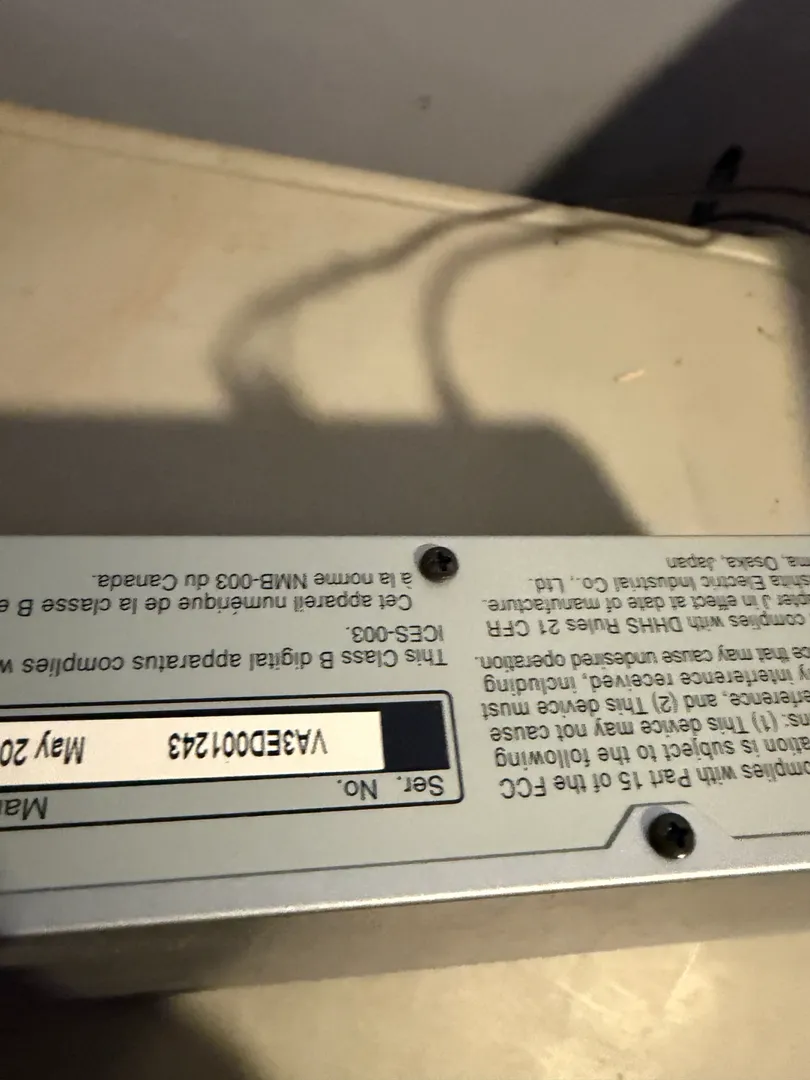 omplies with Part 15 of the FCC
ation is subject to the following
ns: (1) This device may not cause
erference, and (2) This device must
y interference received, including
ce that may cause undesired operation.
complies with DHHS Rules 21 CFR
pter J in effect at date of manufacture.
shita Electric Industrial Co., Ltd.
ma, Osaka, Japan
Ser. No. Ma
VA3ED001243 May 20
This Class B digital apparatus complies w
ICES-003.
Cet appareil numérique de la classe B e
à la norme NMB-003 du Canada.